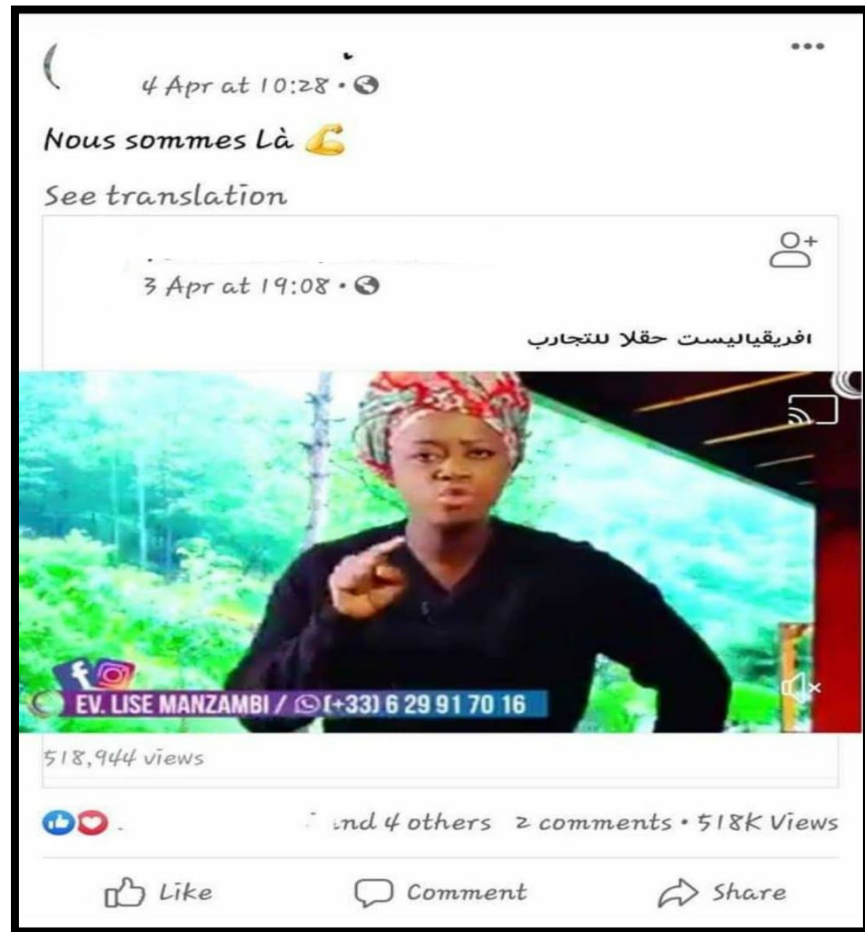 4 Apr at 10:28 •
Nous sommes Là 💪
See translation
3 Apr at 19:08 •
افريقياليست حقلا للتجارب
EV. LISE MANZAMBI / (+33) 6 29 91 70 16
518,944 views
and 4 others 2 comments • 518K Views
Like Comment Share